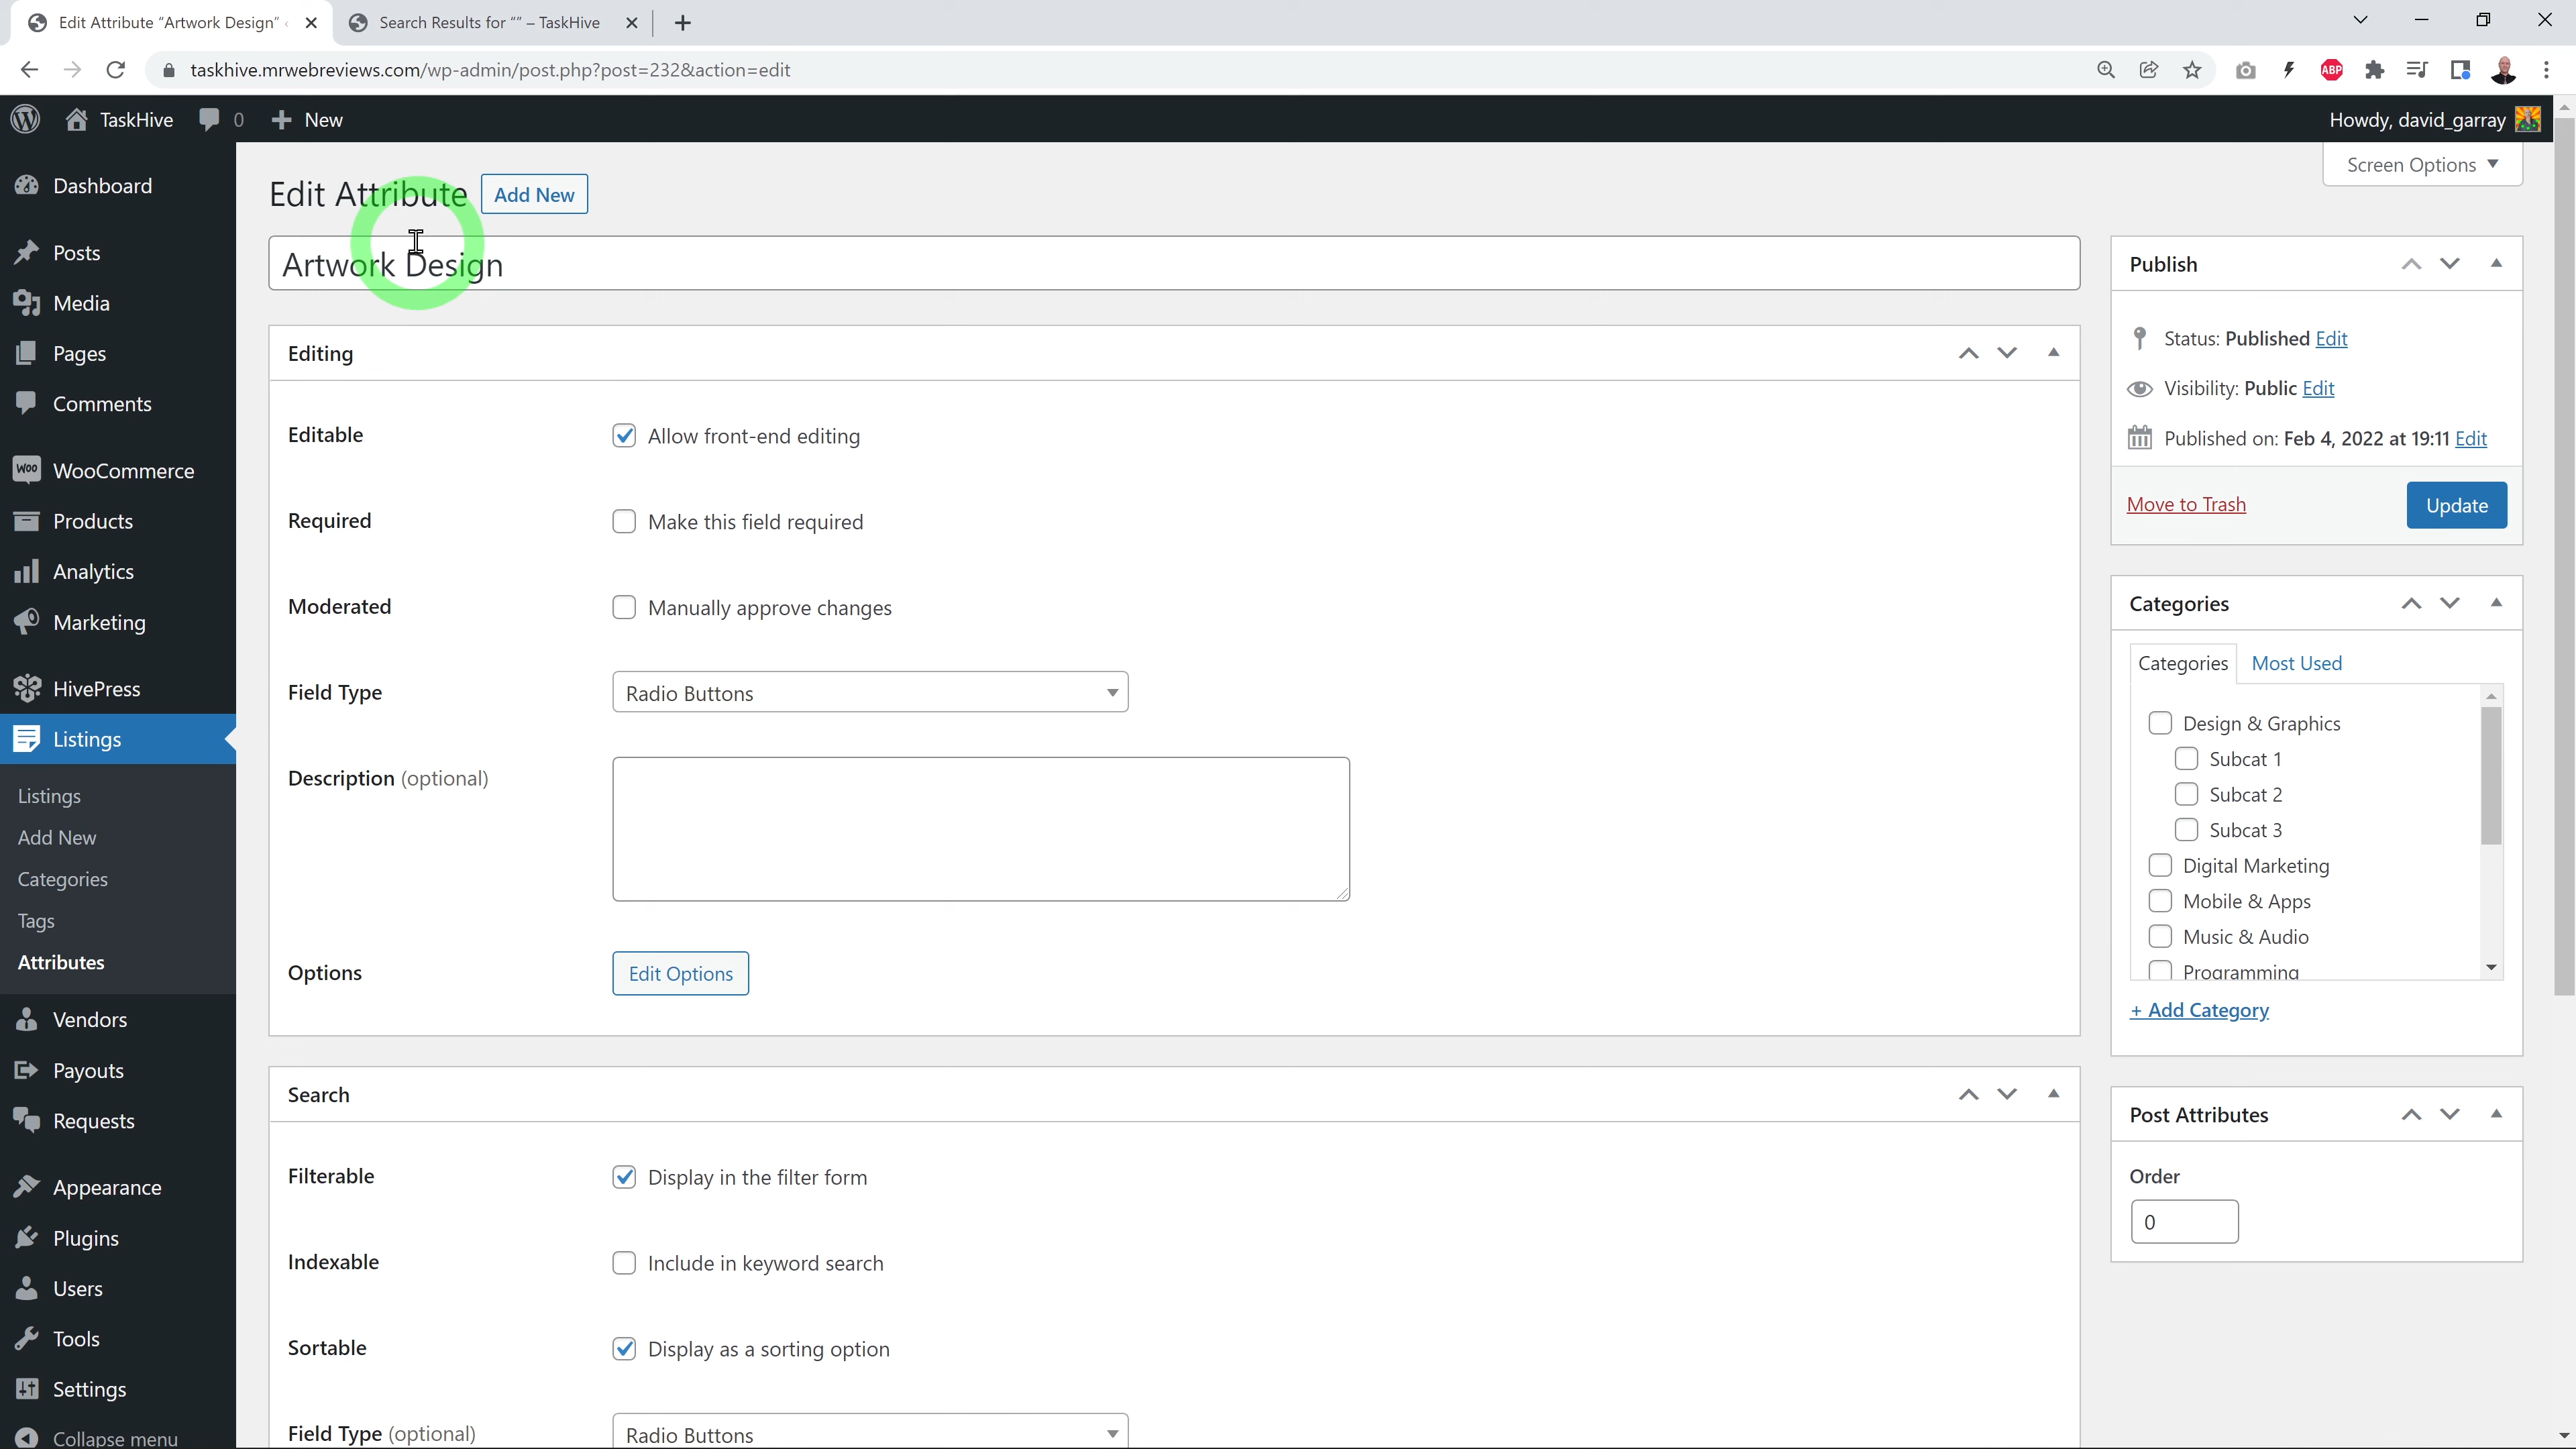 Edit Attribute "Artwork Design"
Search Results for "" – TaskHive
taskhive.mrwebreviews.com/wp-admin/post.php?post=232&action=edit
ABP
TaskHive
0
New
Howdy, david_garray
Screen Options
Dashboard
Posts
Media
Pages
Comments
Woo WooCommerce
Products
Analytics
Marketing
HivePress
Listings
Listings
Add New
Categories
Tags
Attributes
Vendors
Payouts
Requests
Appearance
Plugins
Users
Tools
Settings
Collapse menu
Edit Attribute
Add New
Artwork Design
Editing
Editable
Allow front-end editing
Required
Make this field required
Moderated
Manually approve changes
Field Type
Radio Buttons
Description (optional)
Options
Edit Options
Search
Filterable
Display in the filter form
Indexable
Include in keyword search
Sortable
Display as a sorting option
Field Type (optional)
Radio Buttons
Publish
Status: Published Edit
Visibility: Public Edit
Published on: Feb 4, 2022 at 19:11 Edit
Move to Trash
Update
Categories
Categories
Most Used
Design & Graphics
Subcat 1
Subcat 2
Subcat 3
Digital Marketing
Mobile & Apps
Music & Audio
Programming
+ Add Category
Post Attributes
Order
0